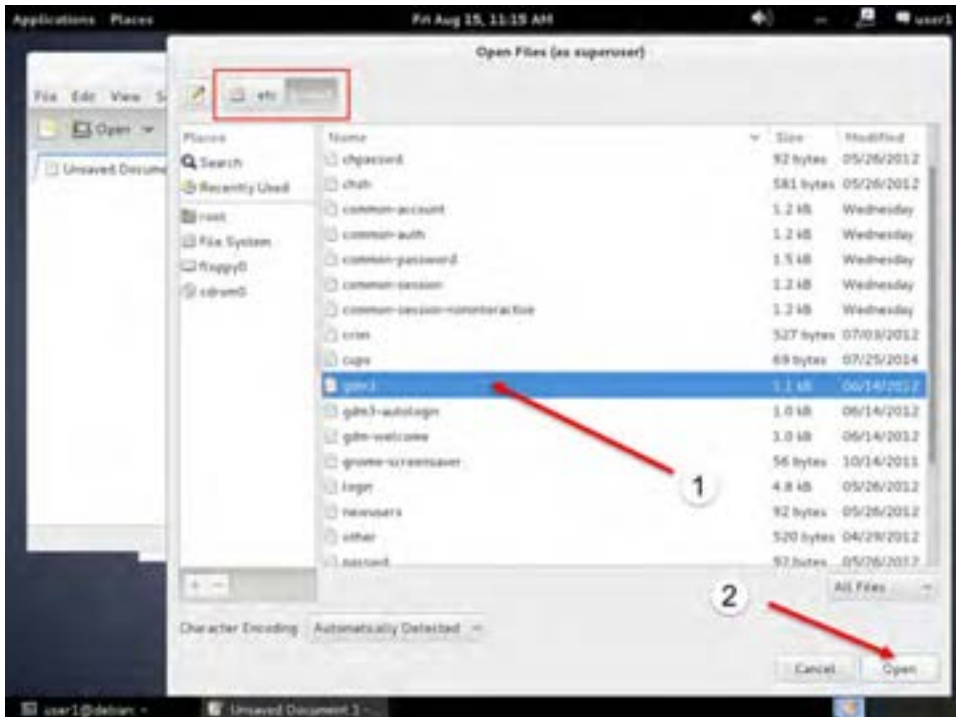 Applications Places Fri Aug 15, 11:15 AM user1
Open Files (as superuser)
File Edit View S
etc
Open
Unsaved Docume
Places
Search
Recently Used
root
File System
floppy0
cdrom0
Name Size Modified
chpasswd 92 bytes 05/26/2012
chsh 581 bytes 05/26/2012
common-account 1.2 kB Wednesday
common-auth 1.2 kB Wednesday
common-password 1.5 kB Wednesday
common-session 1.2 kB Wednesday
common-session-noninteractive 1.2 kB Wednesday
cron 527 bytes 07/03/2012
cups 69 bytes 07/25/2014
gdm3 1.1 kB 06/14/2012
gdm3-autologin 1.0 kB 06/14/2012
gdm-welcome 1.0 kB 06/14/2012
gnome-screensaver 56 bytes 10/14/2011
login 4.8 kB 05/26/2012
newusers 92 bytes 05/26/2012
other 520 bytes 04/29/2012
passwd 92 bytes 05/26/2012
1
2
All Files
Character Encoding Automatically Detected
Cancel Open
user1@debian: ~ Unsaved Document 1 - ...